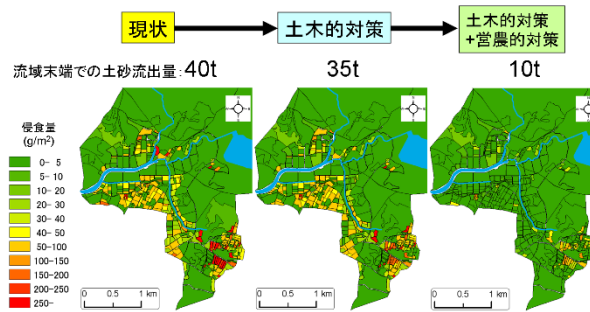 現状
土木的対策
土木的対策
+営農的対策
流域末端での土砂流出量:40t
35t
10t
侵食量
(g/m²)
0- 5
5- 10
10- 20
20- 30
30- 40
40- 50
50-100
100-150
150-200
200-250
250-
0 0.5 1 km
0 0.5 1 km
0 0.5 1 km